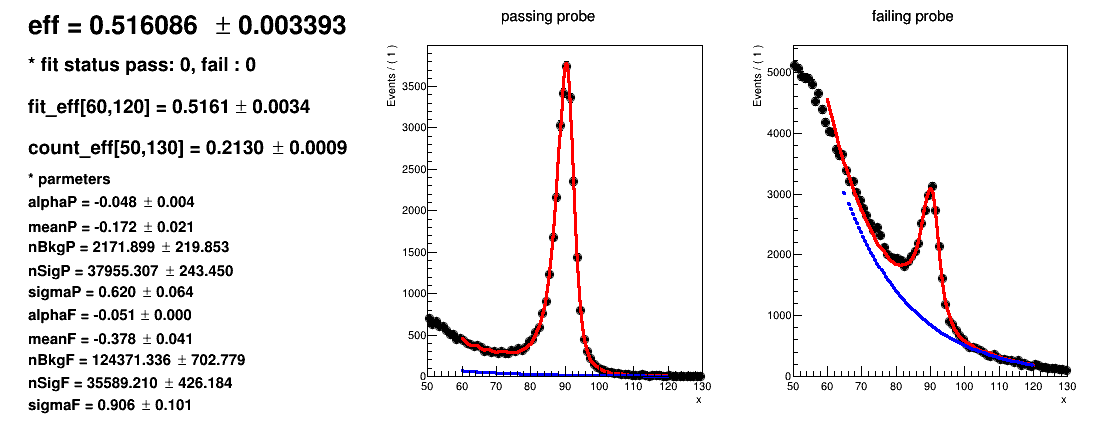 eff = 0.516086 ± 0.003393
* fit status pass: 0, fail : 0
fit_eff[60,120] = 0.5161 ± 0.0034
count_eff[50,130] = 0.2130 ± 0.0009
* parmeters
alphaP = -0.048 ± 0.004
meanP = -0.172 ± 0.021
nBkgP = 2171.899 ± 219.853
nSigP = 37955.307 ± 243.450
sigmaP = 0.620 ± 0.064
alphaF = -0.051 ± 0.000
meanF = -0.378 ± 0.041
nBkgF = 124371.336 ± 702.779
nSigF = 35589.210 ± 426.184
sigmaF = 0.906 ± 0.101
passing probe
Events / ( 1 )
3500
3000
2500
2000
1500
1000
500
0
50 60 70 80 90 100 110 120 130
x
failing probe
Events / ( 1 )
5000
4000
3000
2000
1000
0
50 60 70 80 90 100 110 120 130
x